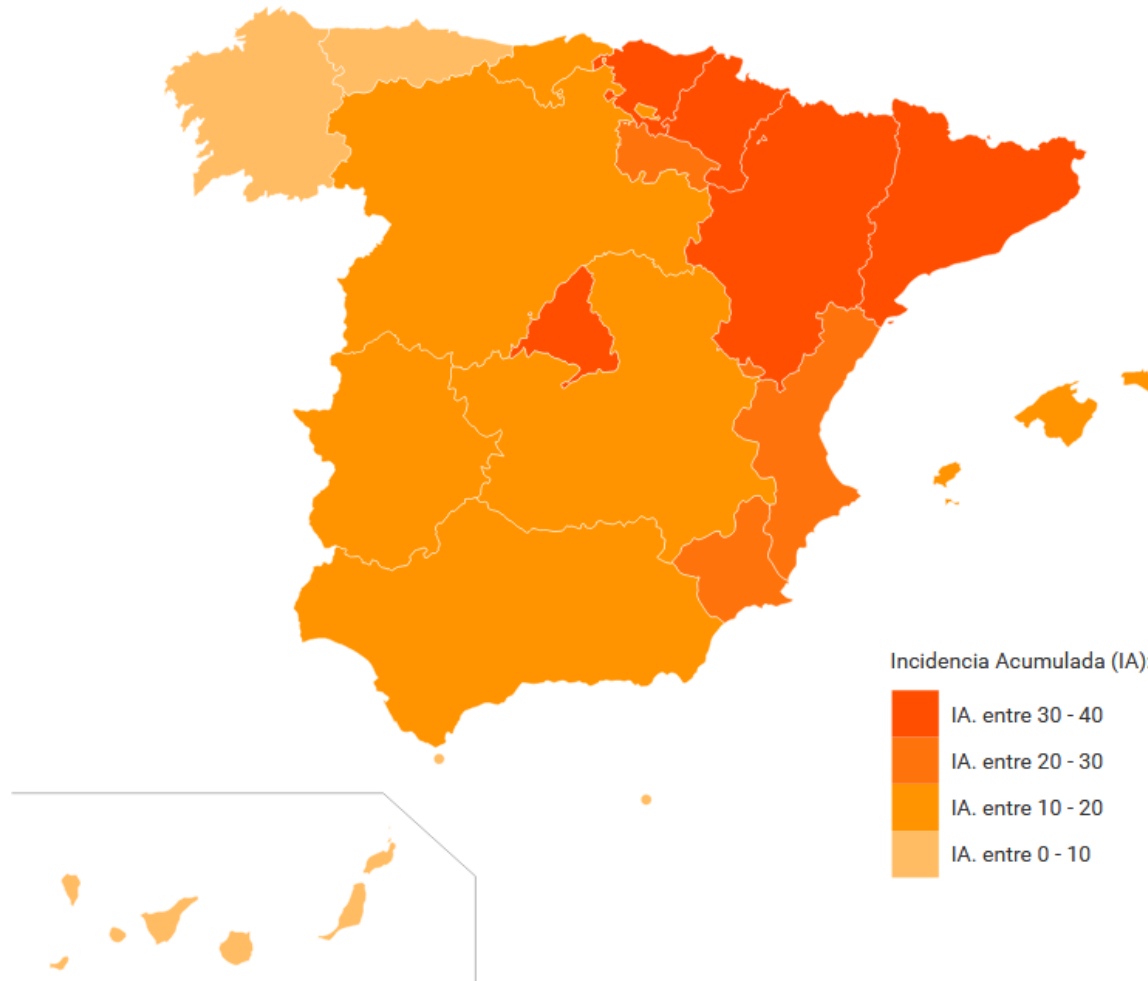 Incidencia Acumulada (IA)
IA. entre 30 - 40
IA. entre 20 - 30
IA. entre 10 - 20
IA. entre 0 - 10